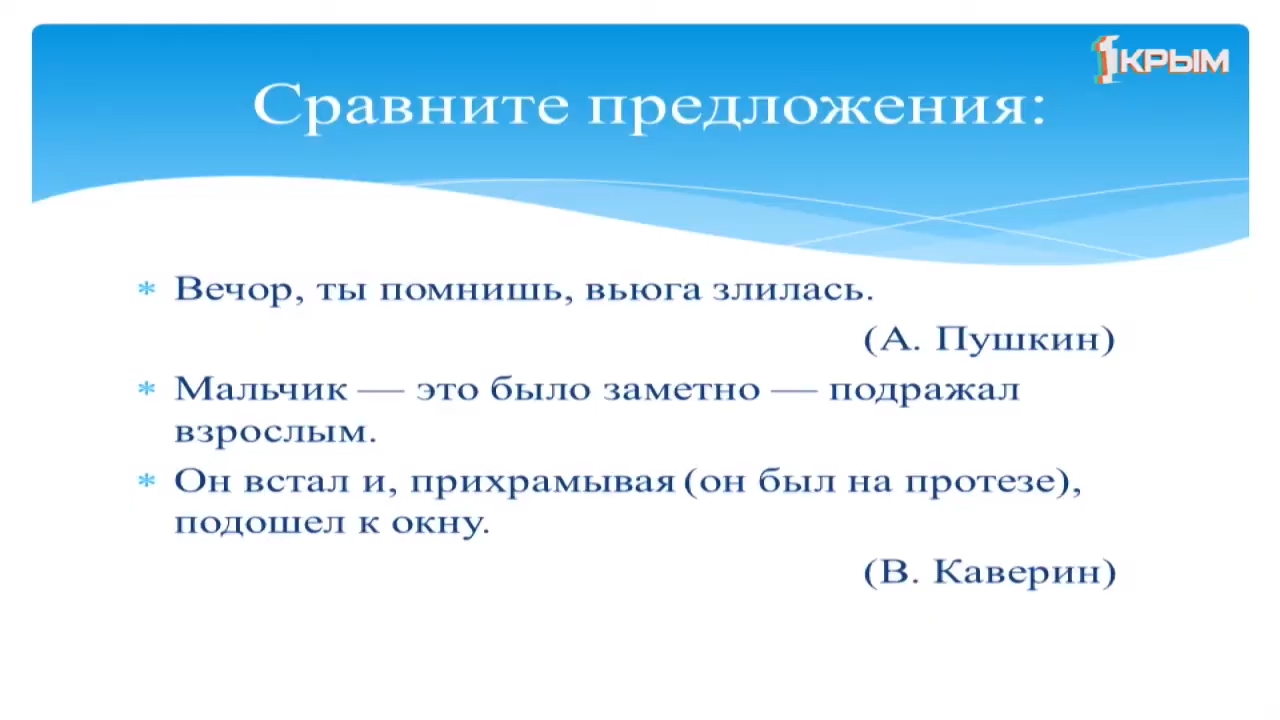 1КРЫМ
Сравните предложения:
* Вечор, ты помнишь, вьюга злилась.
(А. Пушкин)
* Мальчик — это было заметно — подражал
взрослым.
* Он встал и, прихрамывая (он был на протезе),
подошел к окну.
(В. Каверин)